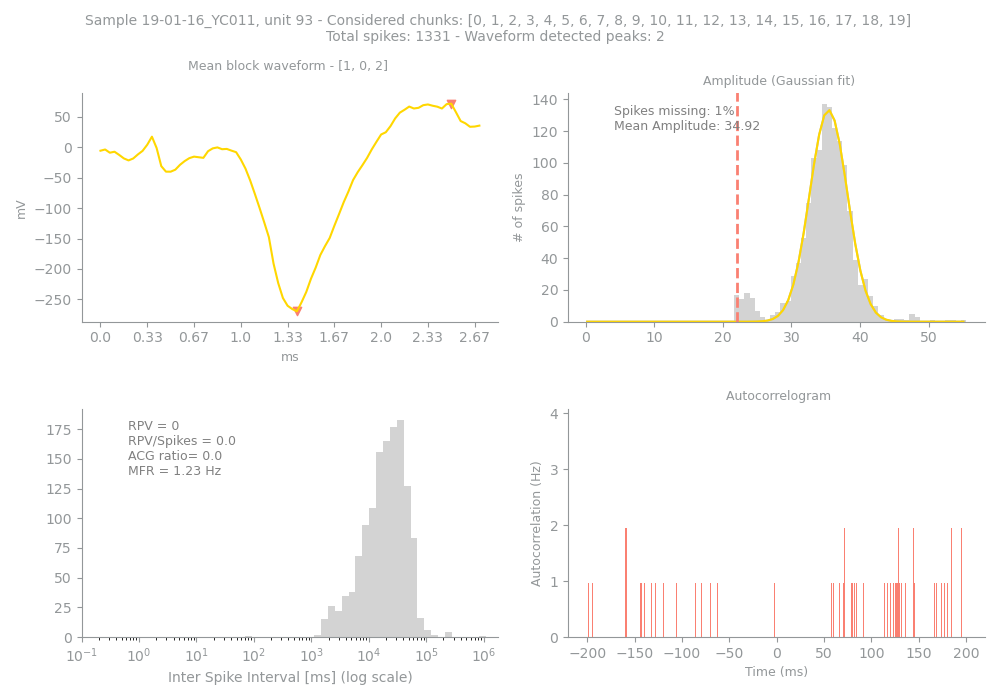 Sample 19-01-16_YC011, unit 93 - Considered chunks: [0, 1, 2, 3, 4, 5, 6, 7, 8, 9, 10, 11, 12, 13, 14, 15, 16, 17, 18, 19]
Total spikes: 1331 - Waveform detected peaks: 2
Mean block waveform - [1, 0, 2]
50
0
−50
−100
−150
−200
−250
mV
0.0 0.33 0.67 1.0 1.33 1.67 2.0 2.33 2.67
ms
Amplitude (Gaussian fit)
Spikes missing: 1%
Mean Amplitude: 34.92
140
120
100
80
60
40
20
0
# of spikes
0 10 20 30 40 50
RPV = 0
RPV/Spikes = 0.0
ACG ratio= 0.0
MFR = 1.23 Hz
175
150
125
100
75
50
25
0
10⁻¹ 10⁰ 10¹ 10² 10³ 10⁴ 10⁵ 10⁶
Inter Spike Interval [ms] (log scale)
Autocorrelogram
4
3
2
1
0
Autocorrelation (Hz)
−200 −150 −100 −50 0 50 100 150 200
Time (ms)